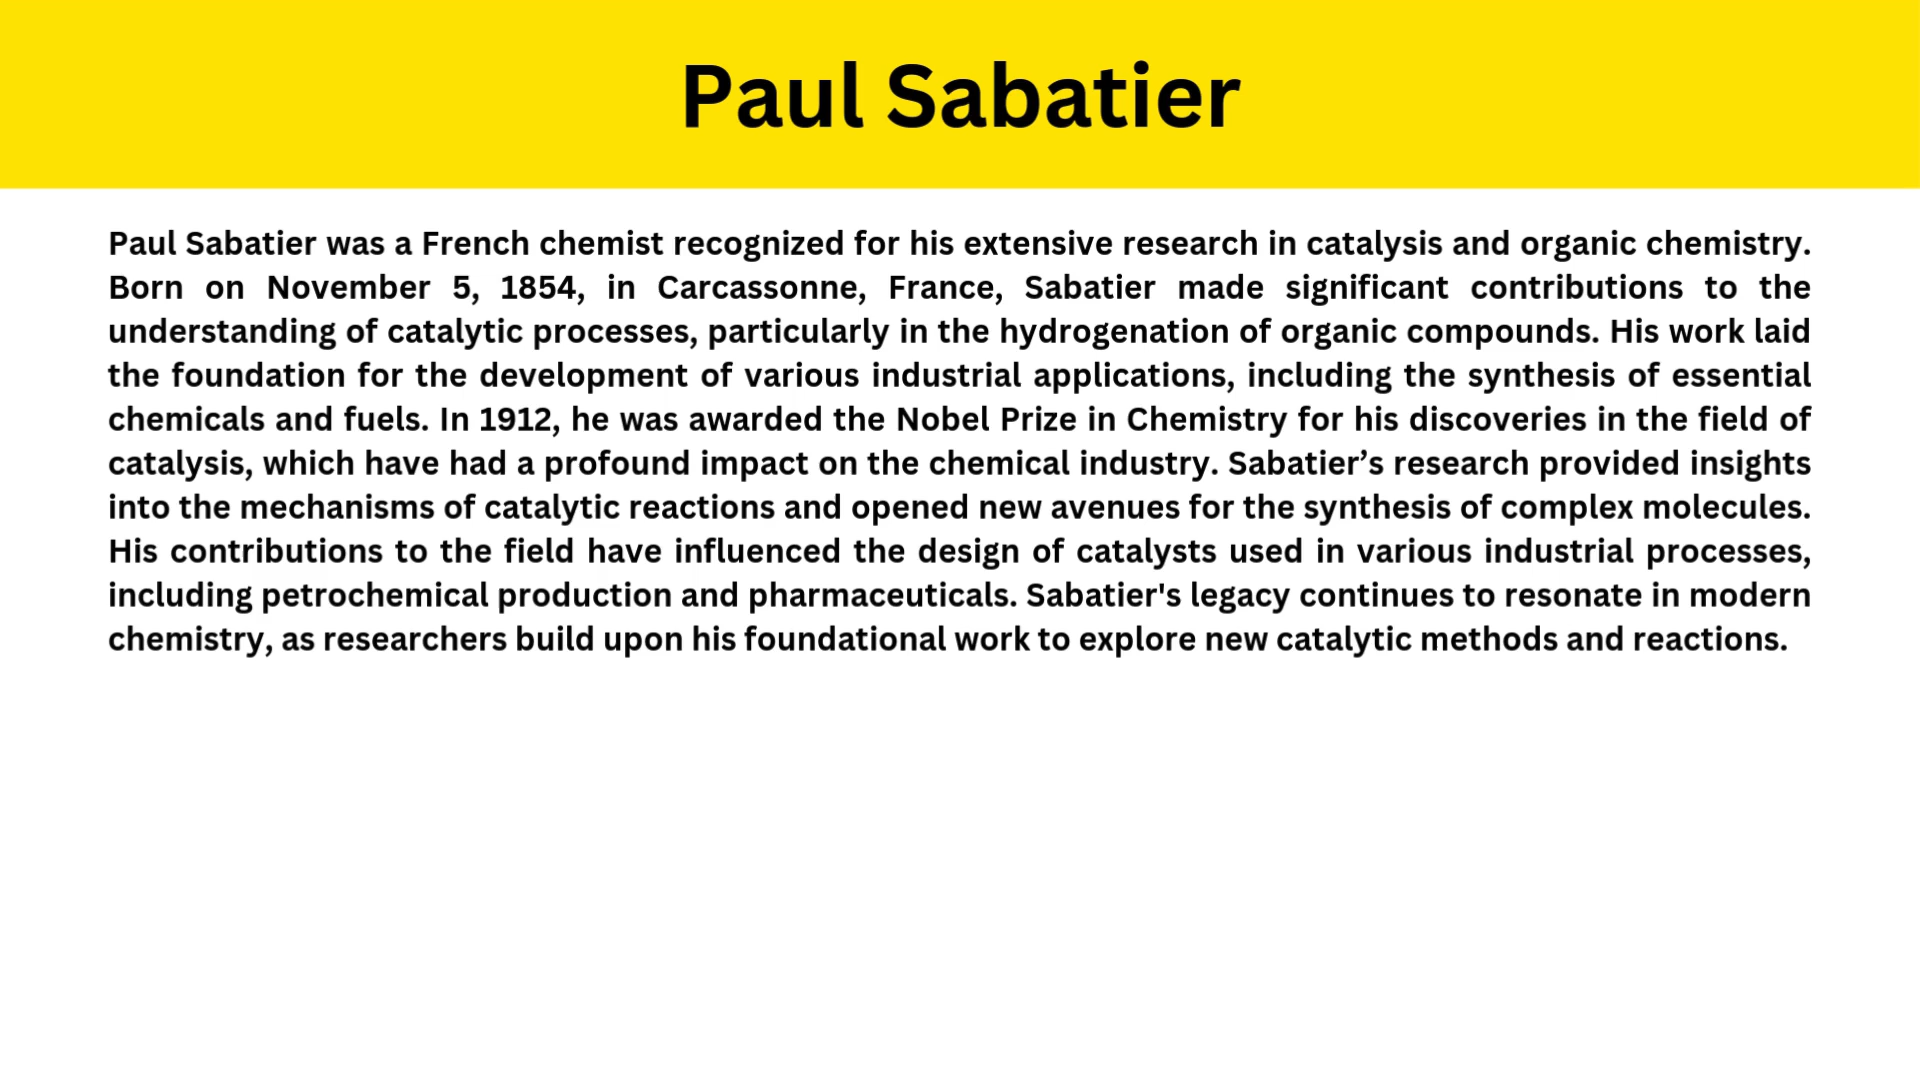 Paul Sabatier
Paul Sabatier was a French chemist recognized for his extensive research in catalysis and organic chemistry.
Born on November 5, 1854, in Carcassonne, France, Sabatier made significant contributions to the
understanding of catalytic processes, particularly in the hydrogenation of organic compounds. His work laid
the foundation for the development of various industrial applications, including the synthesis of essential
chemicals and fuels. In 1912, he was awarded the Nobel Prize in Chemistry for his discoveries in the field of
catalysis, which have had a profound impact on the chemical industry. Sabatier’s research provided insights
into the mechanisms of catalytic reactions and opened new avenues for the synthesis of complex molecules.
His contributions to the field have influenced the design of catalysts used in various industrial processes,
including petrochemical production and pharmaceuticals. Sabatier's legacy continues to resonate in modern
chemistry, as researchers build upon his foundational work to explore new catalytic methods and reactions.